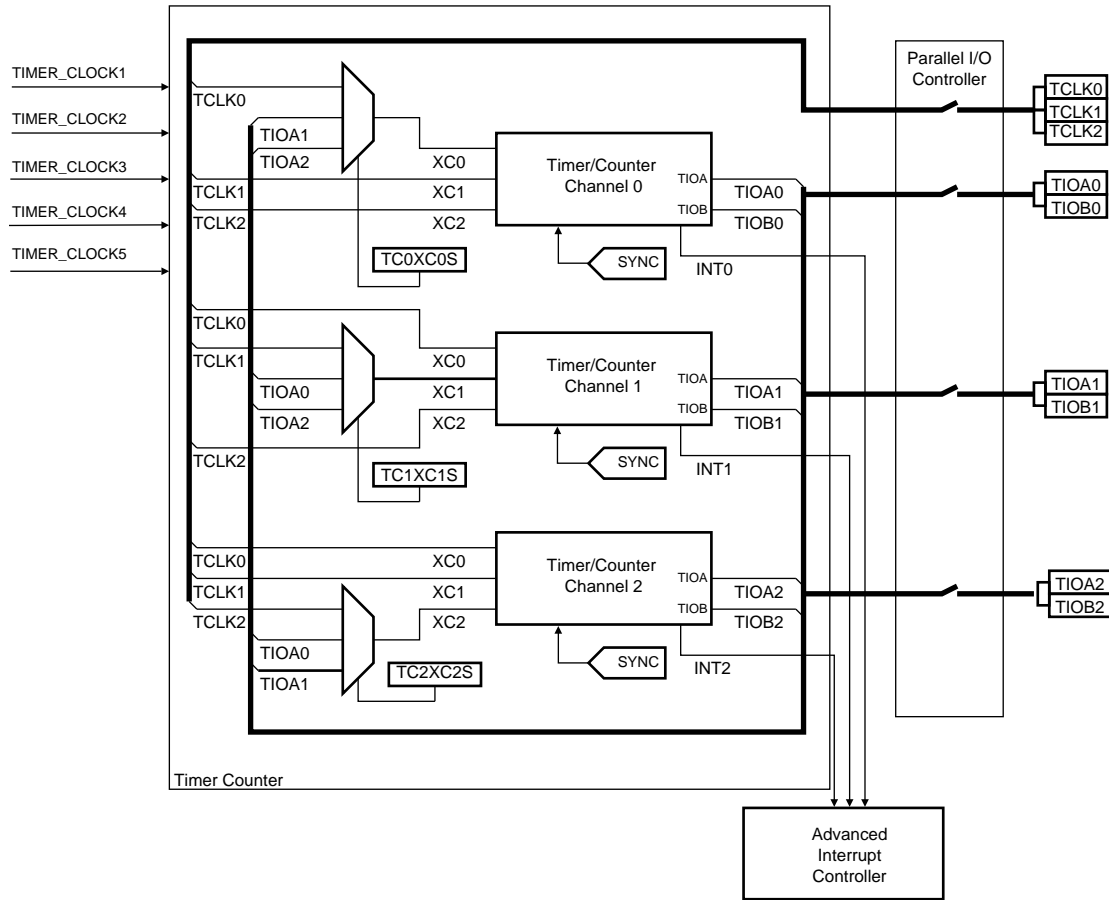 TIMER_CLOCK1
TIMER_CLOCK2
TIMER_CLOCK3
TIMER_CLOCK4
TIMER_CLOCK5
TCLK0
TIOA1
TIOA2
TCLK1
TCLK2
XC0
XC1
XC2
TC0XC0S
Timer/Counter
Channel 0
TIOA
TIOB
TIOA0
TIOB0
SYNC
INT0
TCLK0
TCLK1
TIOA0
TIOA2
TCLK2
XC0
XC1
XC2
TC1XC1S
Timer/Counter
Channel 1
TIOA
TIOB
TIOA1
TIOB1
SYNC
INT1
TCLK0
TCLK1
TCLK2
TIOA0
TIOA1
XC0
XC1
XC2
TC2XC2S
Timer/Counter
Channel 2
TIOA
TIOB
TIOA2
TIOB2
SYNC
INT2
Timer Counter
Parallel I/O
Controller
TCLK0
TCLK1
TCLK2
TIOA0
TIOB0
TIOA1
TIOB1
TIOA2
TIOB2
Advanced
Interrupt
Controller